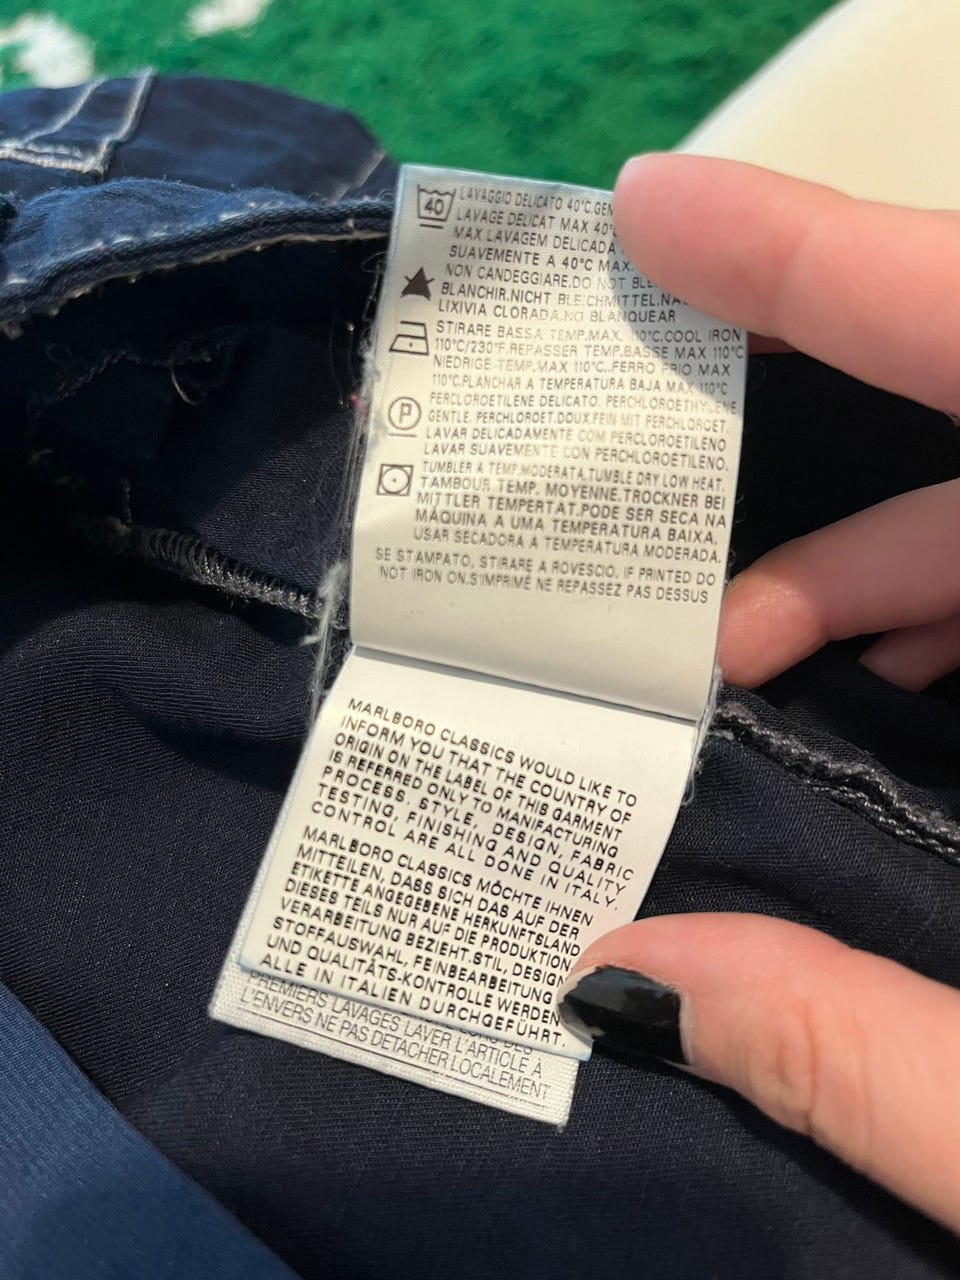 40
LAVAGGIO DELICATO 40°C.GEN
LAVAGE DELICAT MAX 40°
MAX LAVAGEM DELICADA
SUAVEMENTE A 40°C MAX.
NON CANDEGGIARE.DO NOT BLE
BLANCHIR.NICHT BLEICHMITTEL.NA
LIXIVIA CLORADA.NO BLANQUEAR
STIRARE BASSA TEMP.MAX. 110°C.COOL IRON
110°C/230°F.REPASSER TEMP.BASSE MAX 110°C
NIEDRIGE TEMP.MAX 110°C..FERRO FRIO MAX
110°C.PLANCHAR A TEMPERATURA BAJA MAX 110°C
P
PERCLOROETILENE DELICATO. PERCHLOROETHYLENE
GENTLE. PERCHLOROET.DOUX.FEIN MIT PERCHLOROET.
LAVAR DELICADAMENTE COM PERCLOROETILENO
LAVAR SUAVEMENTE CON PERCHLOROETILENO.
TUMBLER A TEMP.MODERATA.TUMBLE DRY LOW HEAT.
TAMBOUR TEMP. MOYENNE.TROCKNER BEI
MITTLER TEMPERTAT.PODE SER SECA NA
MÁQUINA A UMA TEMPERATURA BAIXA.
USAR SECADORA A TEMPERATURA MODERADA.
SE STAMPATO, STIRARE A ROVESCIO. IF PRINTED DO
NOT IRON ON.S'IMPRIMÉ NE REPASSEZ PAS DESSUS
MARLBORO CLASSICS WOULD LIKE TO
INFORM YOU THAT THE COUNTRY OF
ORIGIN ON THE LABEL OF THIS GARMENT
IS REFERRED ONLY TO MANIFACTURING
PROCESS, STYLE, DESIGN, FABRIC
TESTING, FINISHING AND QUALITY
CONTROL ARE ALL DONE IN ITALY.
MARLBORO CLASSICS MÖCHTE IHNEN
MITTEILEN, DASS SICH DAS AUF DER
ETIKETTE ANGEGEBENE HERKUNFTSLAND
DIESES TEILS NUR AUF DIE PRODUKTION
VERARBEITUNG BEZIEHT.STIL, DESIGN
STOFFAUSWAHL, FEINBEARBEITUNG
UND QUALITÄTS-KONTROLLE WERDEN
ALLE IN ITALIEN DURCHGEFÜHRT.
PREMIERS LAVAGES LAVER L'ARTICLE À
L'ENVERS NE PAS DETACHER LOCALEMENT